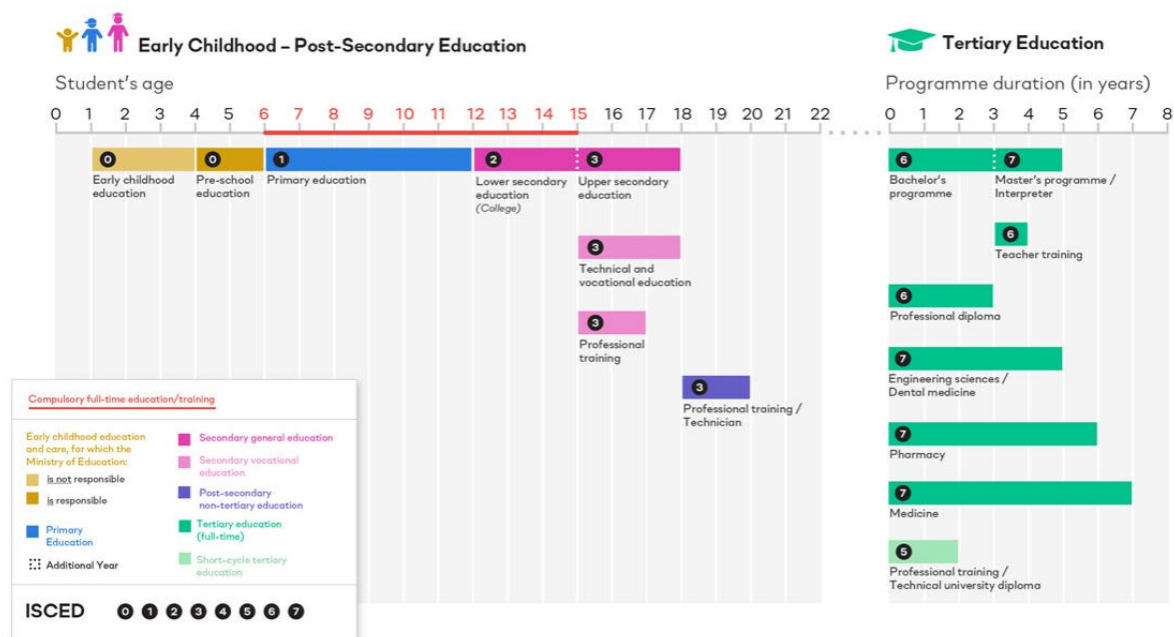 Early Childhood – Post-Secondary Education
Student's age
0 1 2 3 4 5 6 7 8 9 10 11 12 13 14 15 16 17 18 19 20 21 22
0
Early childhood
education
0
Pre-school
education
1
Primary education
2
Lower secondary
education
(College)
3
Upper secondary
education
3
Technical and
vocational education
3
Professional
training
3
Professional training /
Technician
Tertiary Education
Programme duration (in years)
0 1 2 3 4 5 6 7 8
6
Bachelor's
programme
7
Master's programme /
Interpreter
6
Teacher training
6
Professional diploma
7
Engineering sciences /
Dental medicine
7
Pharmacy
7
Medicine
5
Professional training /
Technical university diploma
Compulsory full-time education/training
Early childhood education
and care, for which the
Ministry of Education:
is not responsible
is responsible
Primary
Education
Additional Year
Secondary general education
Secondary vocational
education
Post-secondary
non-tertiary education
Tertiary education
(full-time)
Short-cycle tertiary
education
ISCED 0 1 2 3 4 5 6 7